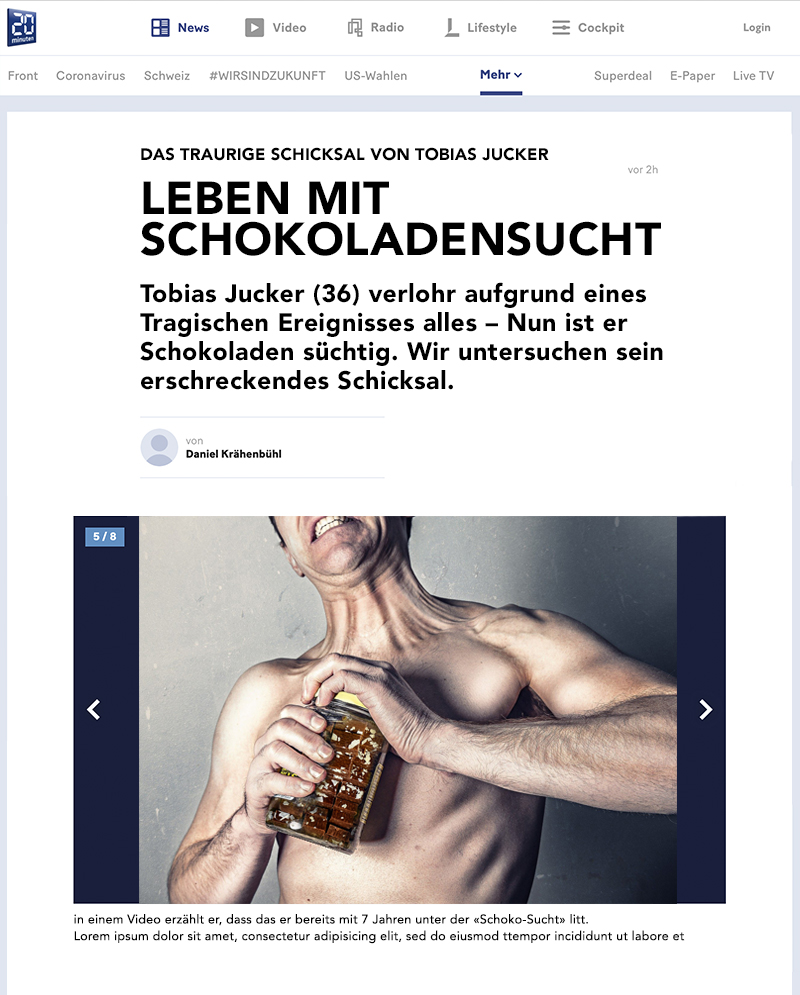 20
minuten
News
Video
Radio
Lifestyle
Cockpit
Login
Front
Coronavirus
Schweiz
#WIRSINDZUKUNFT
US-Wahlen
Mehr
Superdeal
E-Paper
Live TV
DAS TRAURIGE SCHICKSAL VON TOBIAS JUCKER
vor 2h
LEBEN MIT
SCHOKOLADENSUCHT
Tobias Jucker (36) verlohr aufgrund eines
Tragischen Ereignisses alles – Nun ist er
Schokoladen süchtig. Wir untersuchen sein
erschreckendes Schicksal.
von
Daniel Krähenbühl
5 / 8
in einem Video erzählt er, dass das er bereits mit 7 Jahren unter der «Schoko-Sucht» litt.
Lorem ipsum dolor sit amet, consectetur adipisicing elit, sed do eiusmod ttempor incididunt ut labore et